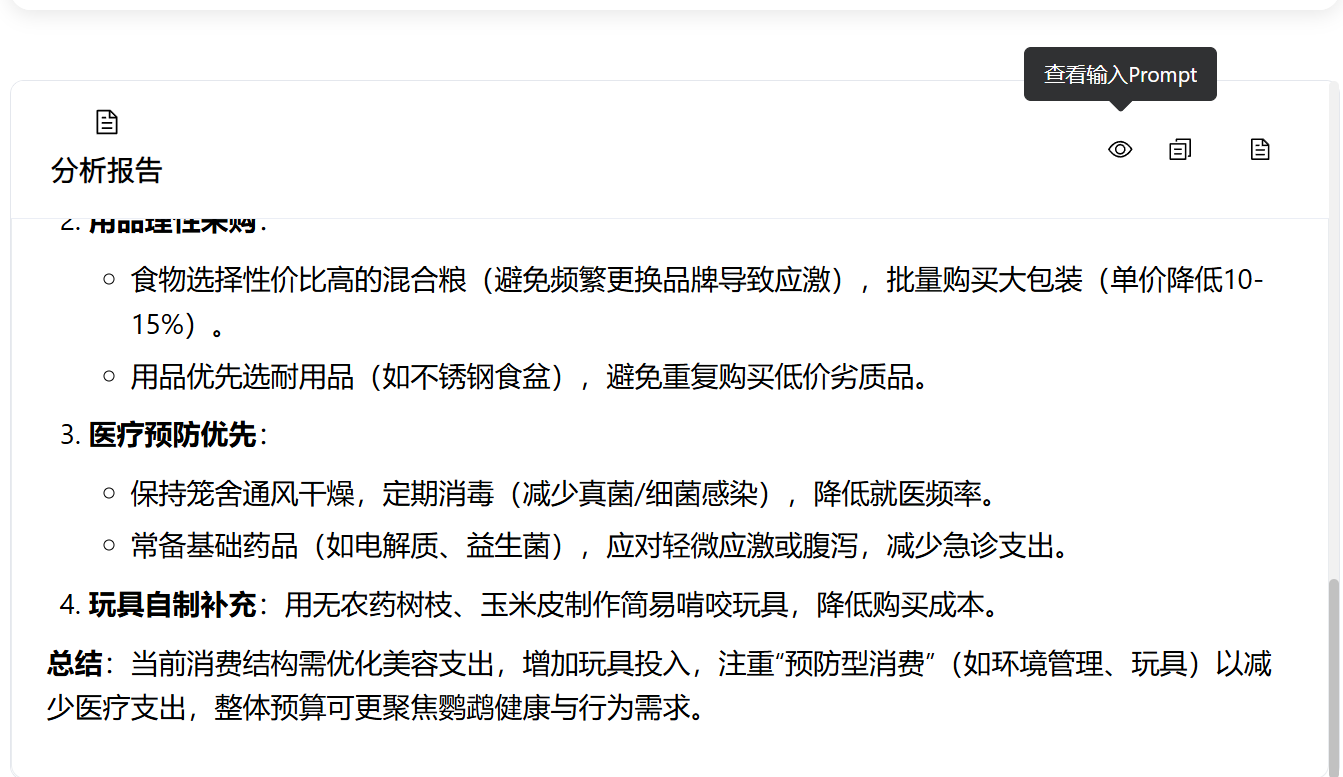 查看输入Prompt
分析报告
2. 用品理性采购：
食物选择性价比高的混合粮（避免频繁更换品牌导致应激），批量购买大包装（单价降低10-
15%）。
用品优先选耐用品（如不锈钢食盆），避免重复购买低价劣质品。
3. 医疗预防优先：
保持笼舍通风干燥，定期消毒（减少真菌/细菌感染），降低就医频率。
常备基础药品（如电解质、益生菌），应对轻微应激或腹泻，减少急诊支出。
4. 玩具自制补充：用无农药树枝、玉米皮制作简易啃咬玩具，降低购买成本。
总结：当前消费结构需优化美容支出，增加玩具投入，注重“预防型消费”（如环境管理、玩具）以减
少医疗支出，整体预算可更聚焦鹦鹉健康与行为需求。